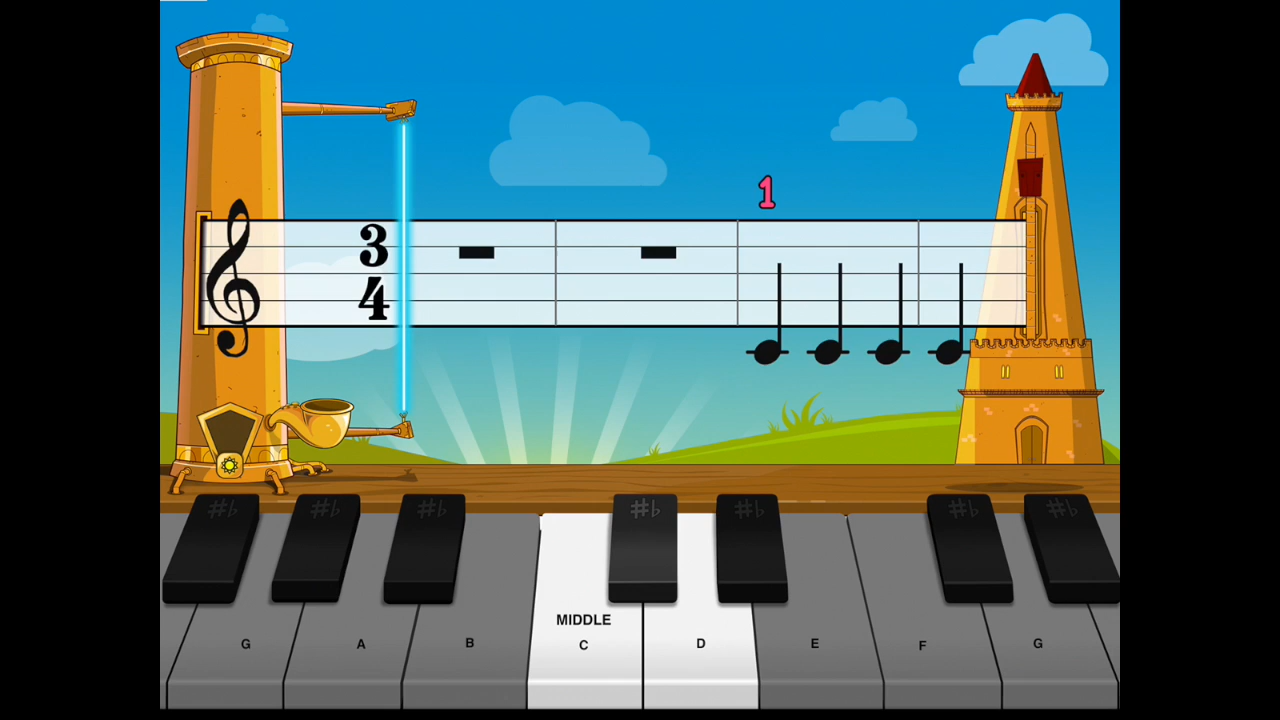 1
3
4
#♭ #♭ #♭ #♭ #♭ #♭ #♭
MIDDLE
G A B C D E F G